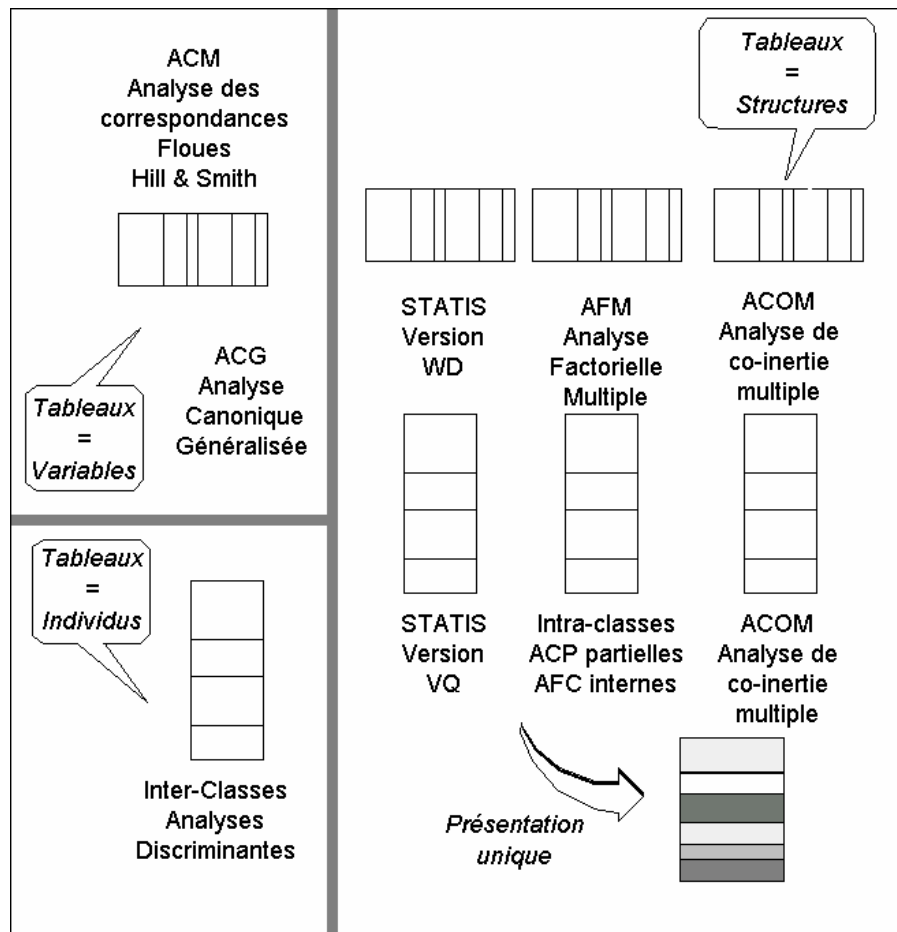 ACM
Analyse des
correspondances
Floues
Hill & Smith
ACG
Analyse
Canonique
Généralisée
Tableaux
=
Variables
Tableaux
=
Individus
Inter-Classes
Analyses
Discriminantes
Tableaux
=
Structures
STATIS
Version
WD
AFM
Analyse
Factorielle
Multiple
ACOM
Analyse de
co-inertie
multiple
STATIS
Version
VQ
Intra-classes
ACP partielles
AFC internes
ACOM
Analyse de
co-inertie
multiple
Présentation
unique